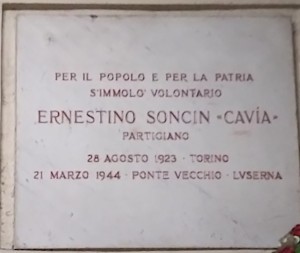 PER IL POPOLO E PER LA PATRIA
S'IMMOLO' VOLONTARIO
ERNESTINO SONCIN «CAVÍA»
PARTIGIANO
28 AGOSTO 1923 - TORINO
21 MARZO 1944 - PONTE VECCHIO - LVSERNA